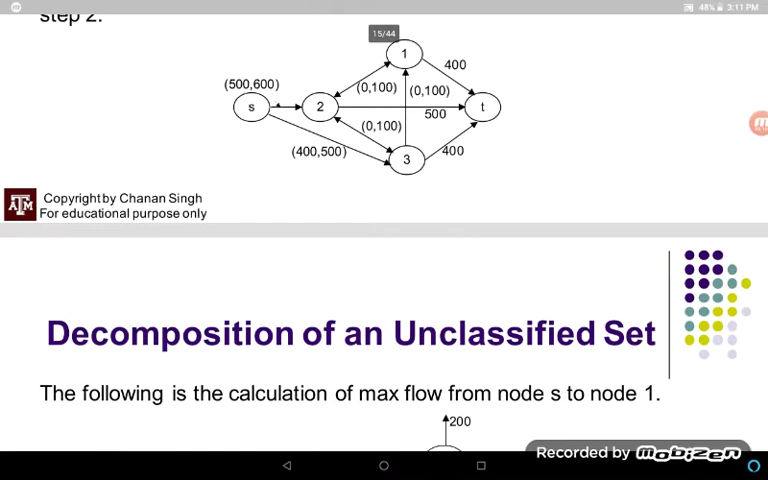 48% 3:11 PM
step 2.
15/44
1
400
(500,600)
(0,100)
(0,100)
s
2
t
500
(0,100)
(400,500)
3
400
ATM
Copyright by Chanan Singh
For educational purpose only
Decomposition of an Unclassified Set
The following is the calculation of max flow from node s to node 1.
200
Recorded by mobizen